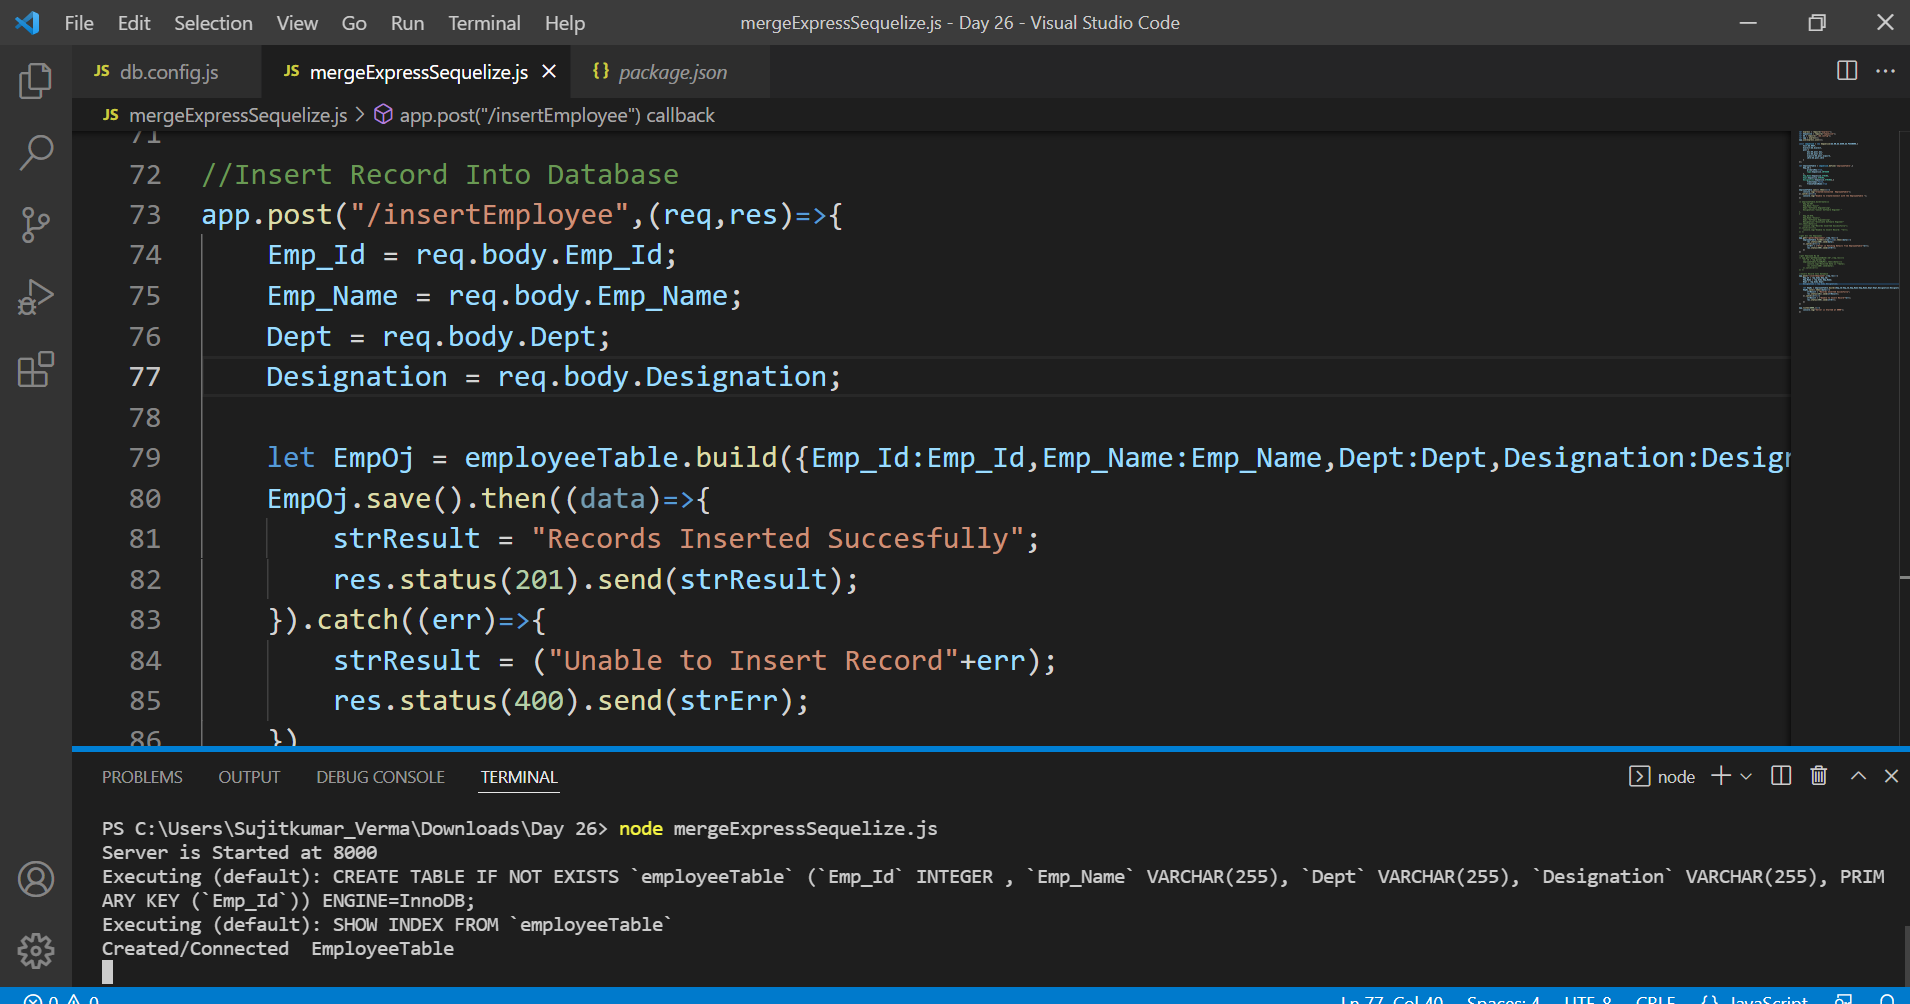 File Edit Selection View Go Run Terminal Help mergeExpressSequelize.js - Day 26 - Visual Studio Code
JS db.config.js JS mergeExpressSequelize.js {} package.json
JS mergeExpressSequelize.js > app.post("/insertEmployee") callback
71
72 //Insert Record Into Database
73 app.post("/insertEmployee",(req,res)=>{
74 Emp_Id = req.body.Emp_Id;
75 Emp_Name = req.body.Emp_Name;
76 Dept = req.body.Dept;
77 Designation = req.body.Designation;
78
79 let EmpOj = employeeTable.build({Emp_Id:Emp_Id,Emp_Name:Emp_Name,Dept:Dept,Designation:Desigr
80 EmpOj.save().then((data)=>{
81 strResult = "Records Inserted Succesfully";
82 res.status(201).send(strResult);
83 }).catch((err)=>{
84 strResult = ("Unable to Insert Record"+err);
85 res.status(400).send(strErr);
86 })
PROBLEMS OUTPUT DEBUG CONSOLE TERMINAL node
PS C:\Users\Sujitkumar_Verma\Downloads\Day 26> node mergeExpressSequelize.js
Server is Started at 8000
Executing (default): CREATE TABLE IF NOT EXISTS `employeeTable` (`Emp_Id` INTEGER , `Emp_Name` VARCHAR(255), `Dept` VARCHAR(255), `Designation` VARCHAR(255), PRIM
ARY KEY (`Emp_Id`)) ENGINE=InnoDB;
Executing (default): SHOW INDEX FROM `employeeTable`
Created/Connected  EmployeeTable
0 0 Ln 77, Col 40 Spaces: 4 UTF-8 CRLF {} JavaScript